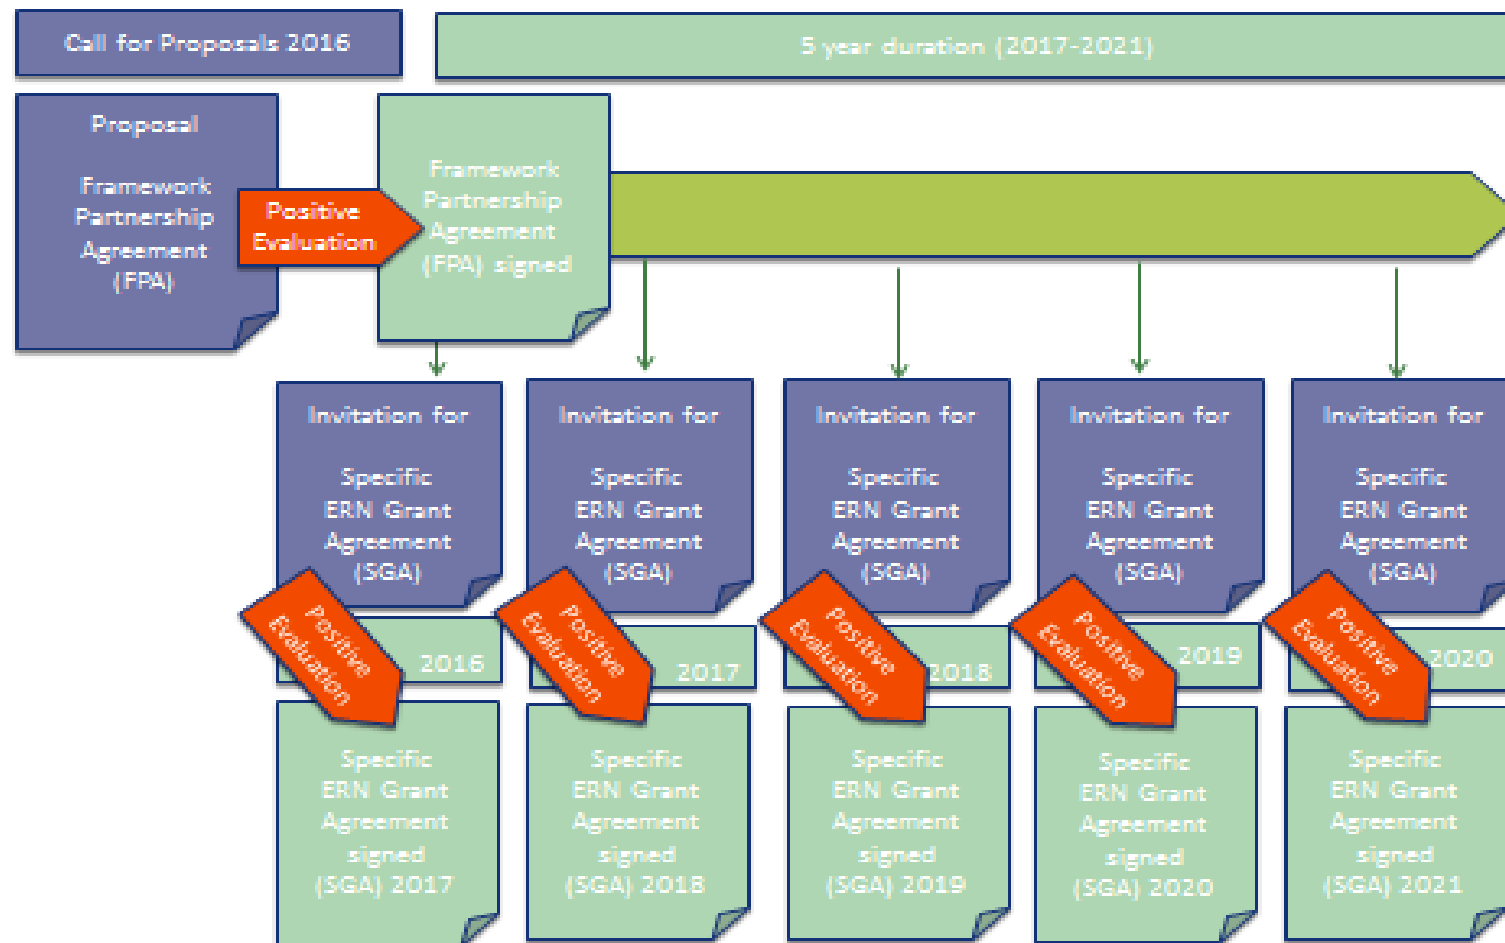 Call for Proposals 2016
5 year duration (2017-2021)
Proposal
Framework
Partnership
Agreement
(FPA)
Positive
Evaluation
Framework
Partnership
Agreement
(FPA) signed
Invitation for
Specific
ERN Grant
Agreement
(SGA)
Invitation for
Specific
ERN Grant
Agreement
(SGA)
Invitation for
Specific
ERN Grant
Agreement
(SGA)
Invitation for
Specific
ERN Grant
Agreement
(SGA)
Invitation for
Specific
ERN Grant
Agreement
(SGA)
Positive
Evaluation
2016
Positive
Evaluation
2017
Positive
Evaluation
2018
Positive
Evaluation
2019
Positive
Evaluation
2020
Specific
ERN Grant
Agreement
signed
(SGA) 2017
Specific
ERN Grant
Agreement
signed
(SGA) 2018
Specific
ERN Grant
Agreement
signed
(SGA) 2019
Specific
ERN Grant
Agreement
signed
(SGA) 2020
Specific
ERN Grant
Agreement
signed
(SGA) 2021